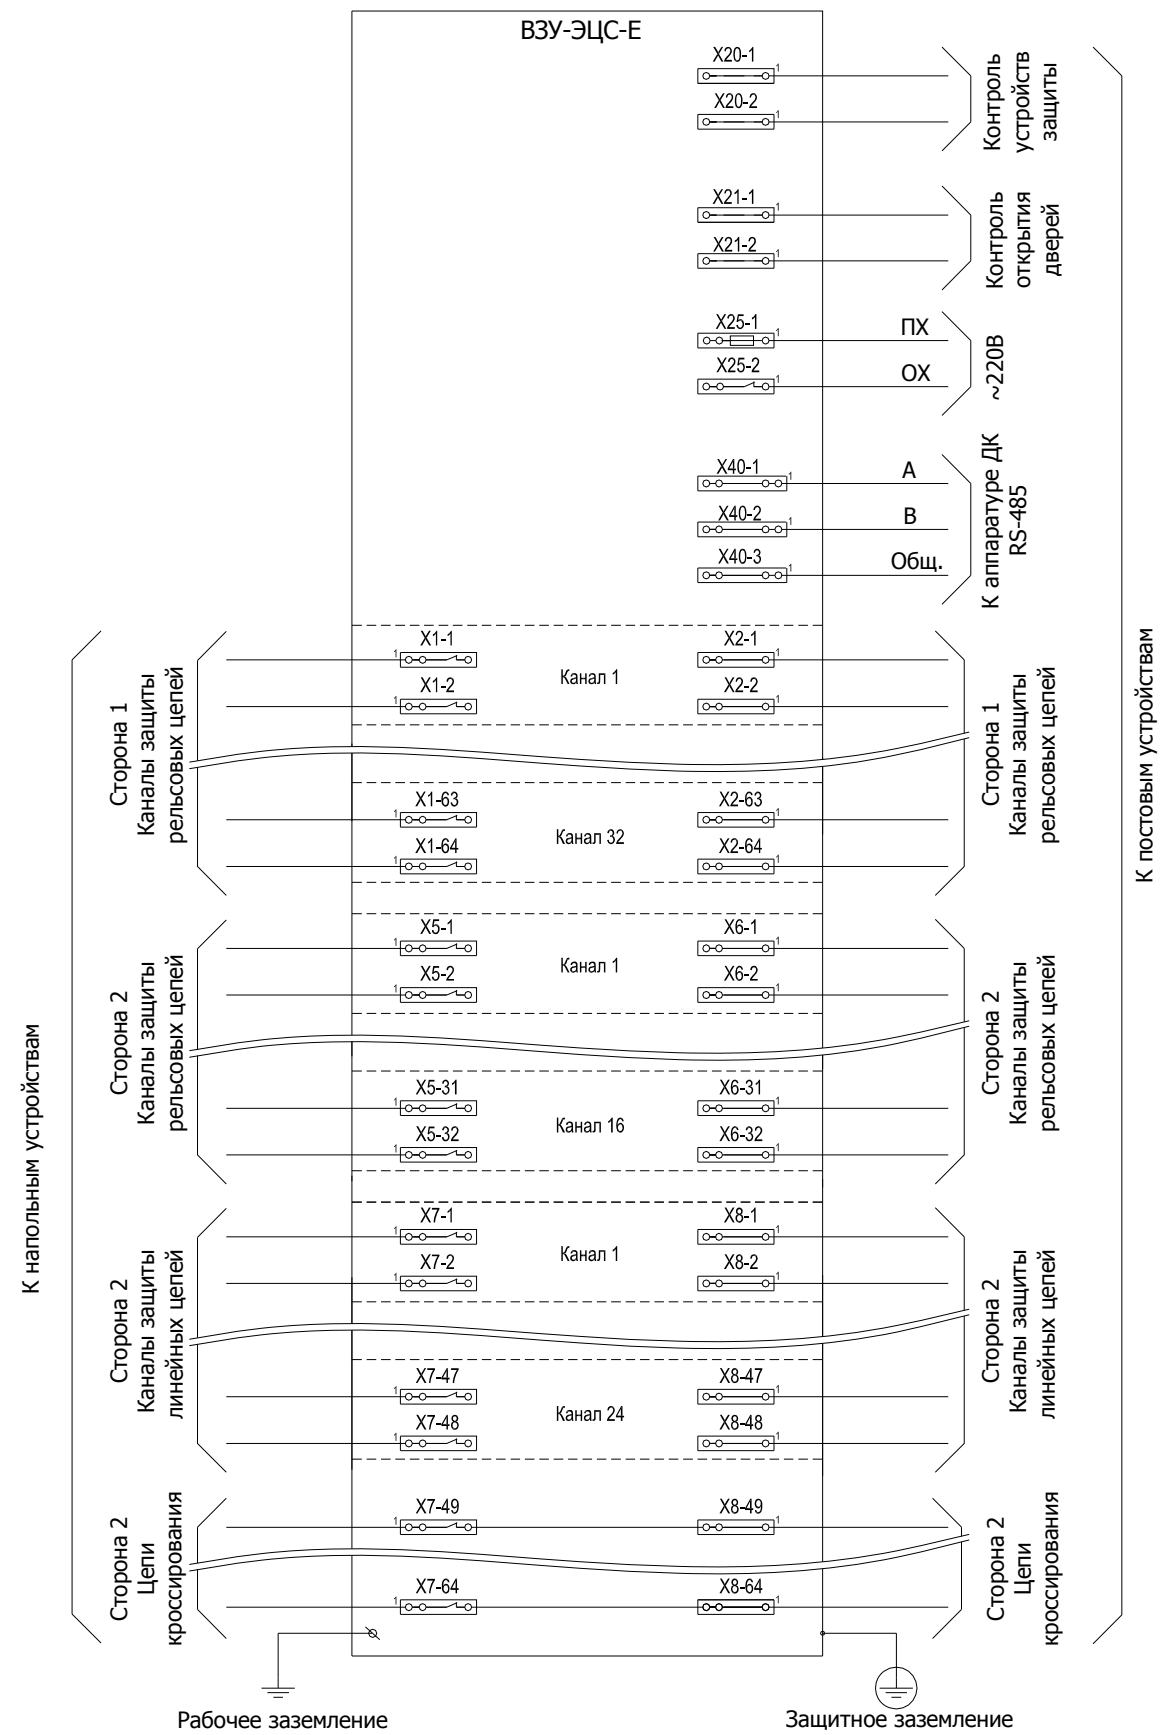 ВЗУ-ЭЦС-Е
X20-1
1
X20-2
1
Контроль
устройств
защиты
X21-1
1
X21-2
1
Контроль
открытия
дверей
X25-1
1
ПХ
X25-2
1
ОХ
~220В
X40-1
1
А
X40-2
1
В
X40-3
1
Общ.
К аппаратуре ДК
RS-485
К напольным устройствам
К постовым устройствам
Сторона 1
Каналы защиты
рельсовых цепей
X1-1
1
X2-1
1
Канал 1
X1-2
1
X2-2
1
X1-63
1
X2-63
1
Канал 32
X1-64
1
X2-64
1
Сторона 1
Каналы защиты
рельсовых цепей
Сторона 2
Каналы защиты
рельсовых цепей
X5-1
1
X6-1
1
Канал 1
X5-2
1
X6-2
1
X5-31
1
X6-31
1
Канал 16
X5-32
1
X6-32
1
Сторона 2
Каналы защиты
рельсовых цепей
Сторона 2
Каналы защиты
линейных цепей
X7-1
1
X8-1
1
Канал 1
X7-2
1
X8-2
1
X7-47
1
X8-47
1
Канал 24
X7-48
1
X8-48
1
Сторона 2
Каналы защиты
линейных цепей
Сторона 2
Цепи
кроссирования
X7-49
1
X8-49
1
X7-64
1
X8-64
1
Сторона 2
Цепи
кроссирования
Рабочее заземление
Защитное заземление